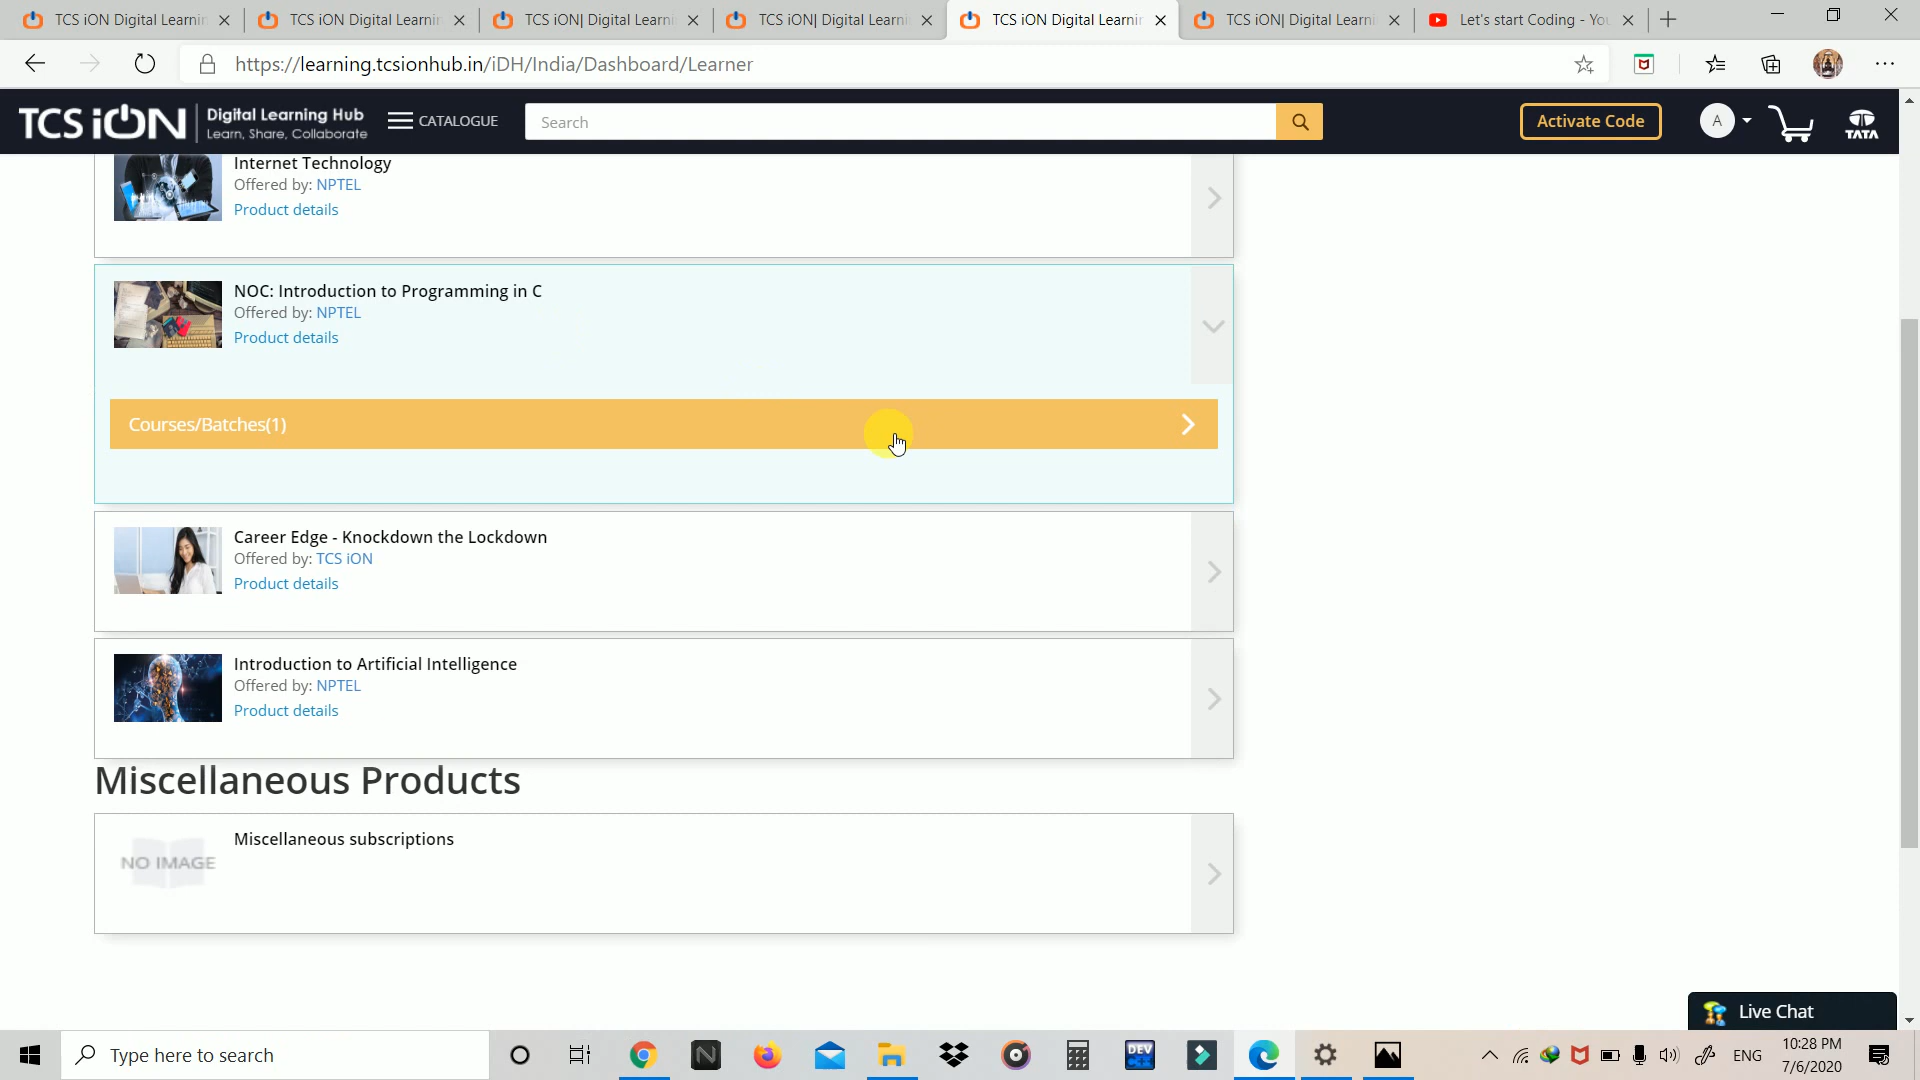 TCS iON Digital Learnin
TCS iON Digital Learnin
TCS iON| Digital Learni
TCS iON| Digital Learni
TCS iON Digital Learnin
TCS iON| Digital Learni
Let's start Coding - You
https://learning.tcsionhub.in/iDH/India/Dashboard/Learner
TCS iON
Digital Learning Hub
Learn, Share, Collaborate
CATALOGUE
Search
Activate Code
A
TATA
Internet Technology
Offered by: NPTEL
Product details
NOC: Introduction to Programming in C
Offered by: NPTEL
Product details
Courses/Batches(1)
Career Edge - Knockdown the Lockdown
Offered by: TCS iON
Product details
Introduction to Artificial Intelligence
Offered by: NPTEL
Product details
Miscellaneous Products
NO IMAGE
Miscellaneous subscriptions
Live Chat
Type here to search
N
DEV
ENG
10:28 PM
7/6/2020